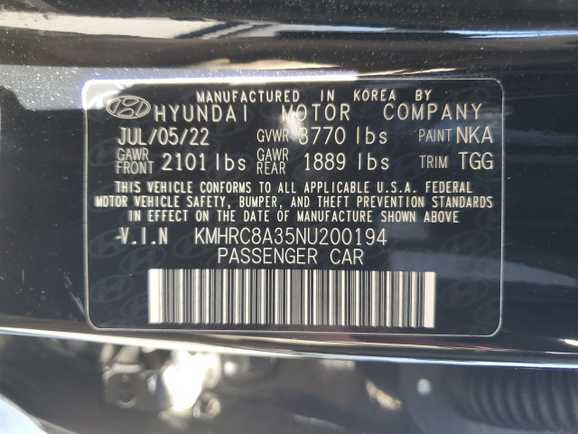 MANUFACTURED IN KOREA BY
HYUNDAI MOTOR COMPANY
JUL/05/22 GVWR 3770 lbs PAINT NKA
GAWR FRONT 2101 lbs GAWR REAR 1889 lbs TRIM TGG
THIS VEHICLE CONFORMS TO ALL APPLICABLE U.S.A. FEDERAL
MOTOR VEHICLE SAFETY, BUMPER, AND THEFT PREVENTION STANDARDS
IN EFFECT ON THE DATE OF MANUFACTURE SHOWN ABOVE.
V.I.N KMHRC8A35NU200194
PASSENGER CAR